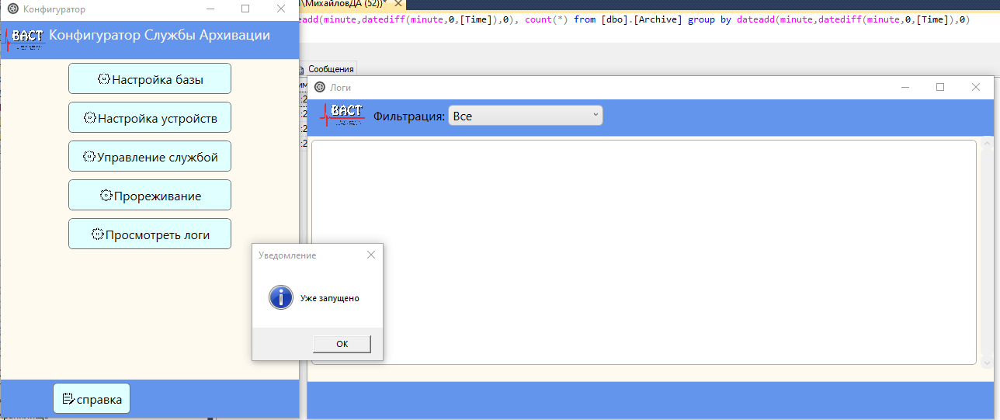 Конфигуратор
\МихайловДА (52))*
eadd(minute,datediff(minute,0,[Time]),0), count(*) from [dbo].[Archive] group by dateadd(minute,datediff(minute,0,[Time]),0)
ВАСТ
Конфигуратор Службы Архивации
Сообщения
Настройка базы
Настройка устройств
Управление службой
Прореживание
Просмотреть логи
справка
Логи
ВАСТ
Фильтрация: Все
Уведомление
Уже запущено
ОК